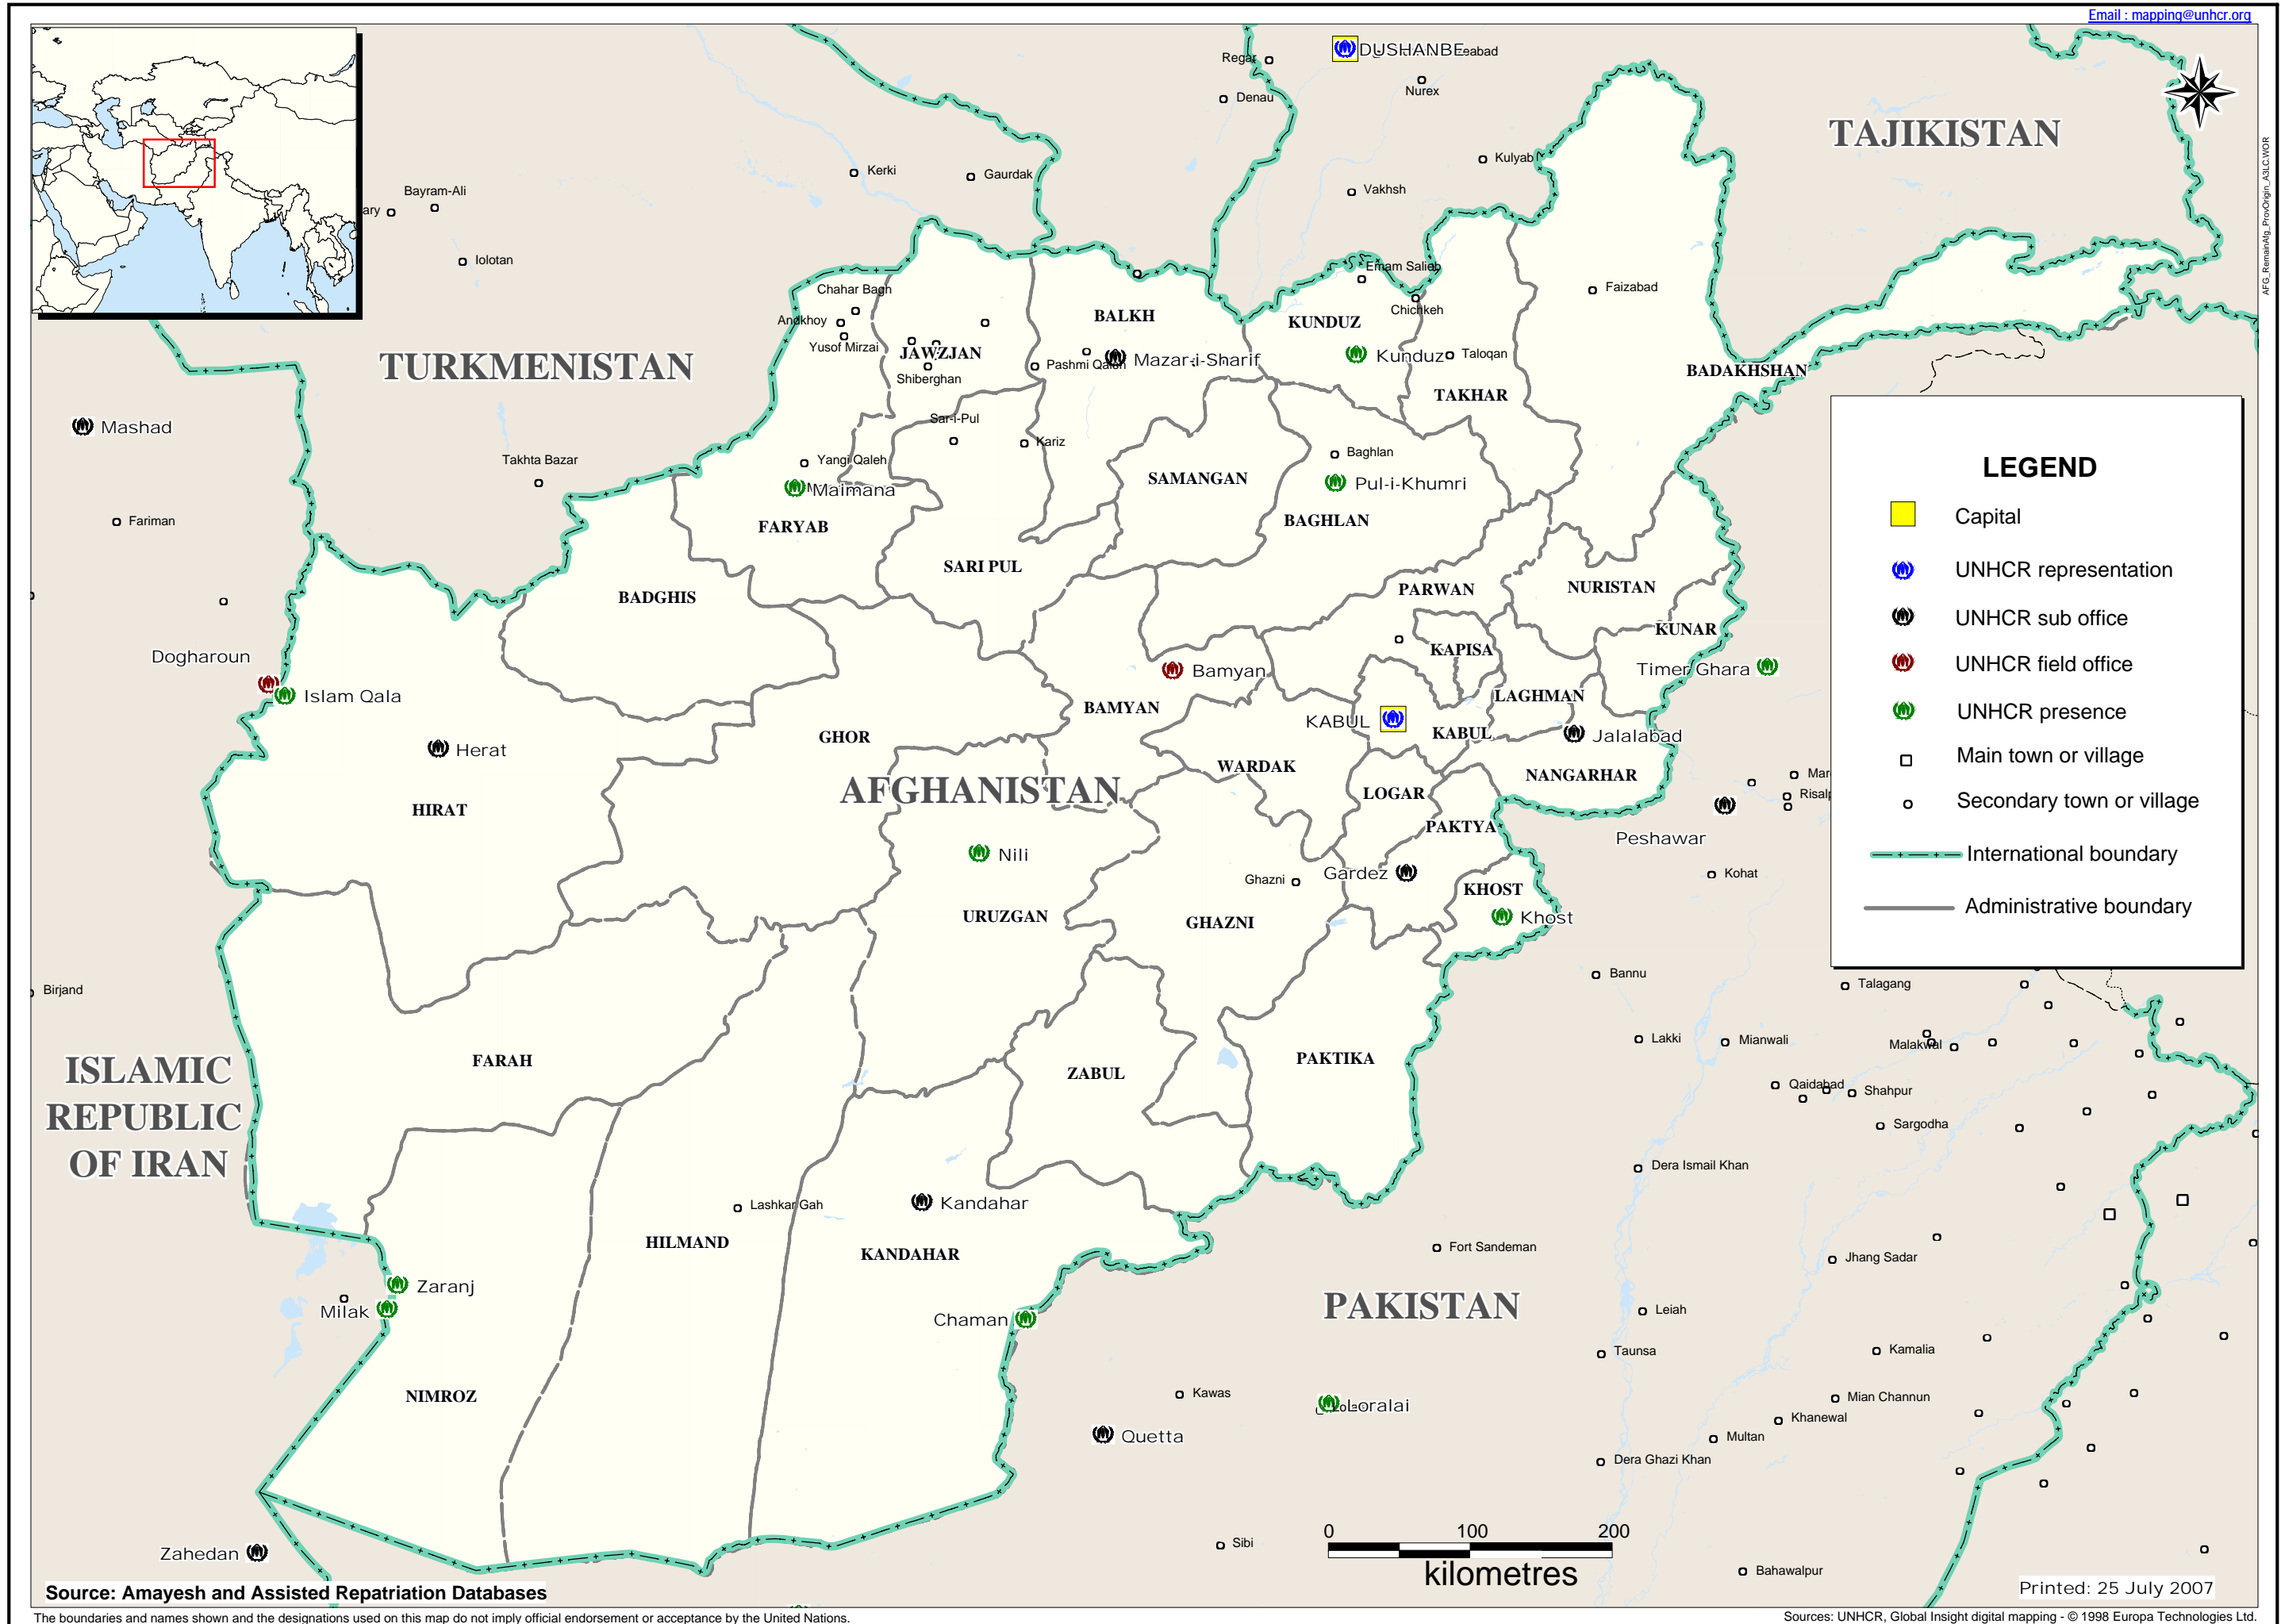 Email : mapping@unhcr.org
AFG_RemainAfg_ProvOrigin_A3LC.WOR
DUSHANBE
Regar
Denau
Nurex
TAJIKISTAN
Kulyab
Kerki
Gaurdak
Vakhsh
Bayram-Ali
Iolotan
Emam Salieb
Chahar Bagh
Faizabad
Andkhoy
BALKH
KUNDUZ
Chichkeh
Yusof Mirzai
JAWZJAN
Pashmi Qaleh
Mazar-i-Sharif
Kunduz
Taloqan
TURKMENISTAN
Shiberghan
BADAKHSHAN
TAKHAR
Mashad
Sar-i-Pul
Kariz
Takhta Bazar
Yangi Qaleh
Baghlan
LEGEND
Maimana
SAMANGAN
Pul-i-Khumri
Capital
Fariman
FARYAB
BAGHLAN
SARI PUL
UNHCR representation
BADGHIS
PARWAN
NURISTAN
UNHCR sub office
KUNAR
Dogharoun
KAPISA
UNHCR field office
Timer Ghara
Bamyan
Islam Qala
LAGHMAN
UNHCR presence
BAMYAN
KABUL
KABUL
Jalalabad
Herat
GHOR
Main town or village
WARDAK
NANGARHAR
AFGHANISTAN
LOGAR
HIRAT
Secondary town or village
PAKTYA
Peshawar
Nili
International boundary
Ghazni
Gardez
Kohat
KHOST
URUZGAN
GHAZNI
Khost
Administrative boundary
Birjand
Bannu
Talagang
Lakki
Mianwali
Malakwal
FARAH
PAKTIKA
ISLAMIC
REPUBLIC
OF IRAN
ZABUL
Qaidabad
Shahpur
Sargodha
Dera Ismail Khan
Lashkar Gah
Kandahar
HILMAND
KANDAHAR
Fort Sandeman
Jhang Sadar
Zaranj
Milak
Chaman
PAKISTAN
Leiah
Taunsa
Kamalia
NIMROZ
Kawas
Loralai
Mian Channun
Khanewal
Quetta
Multan
Dera Ghazi Khan
0 100 200
kilometres
Sibi
Zahedan
Bahawalpur
Source: Amayesh and Assisted Repatriation Databases
Printed: 25 July 2007
The boundaries and names shown and the designations used on this map do not imply official endorsement or acceptance by the United Nations.
Sources: UNHCR, Global Insight digital mapping - © 1998 Europa Technologies Ltd.